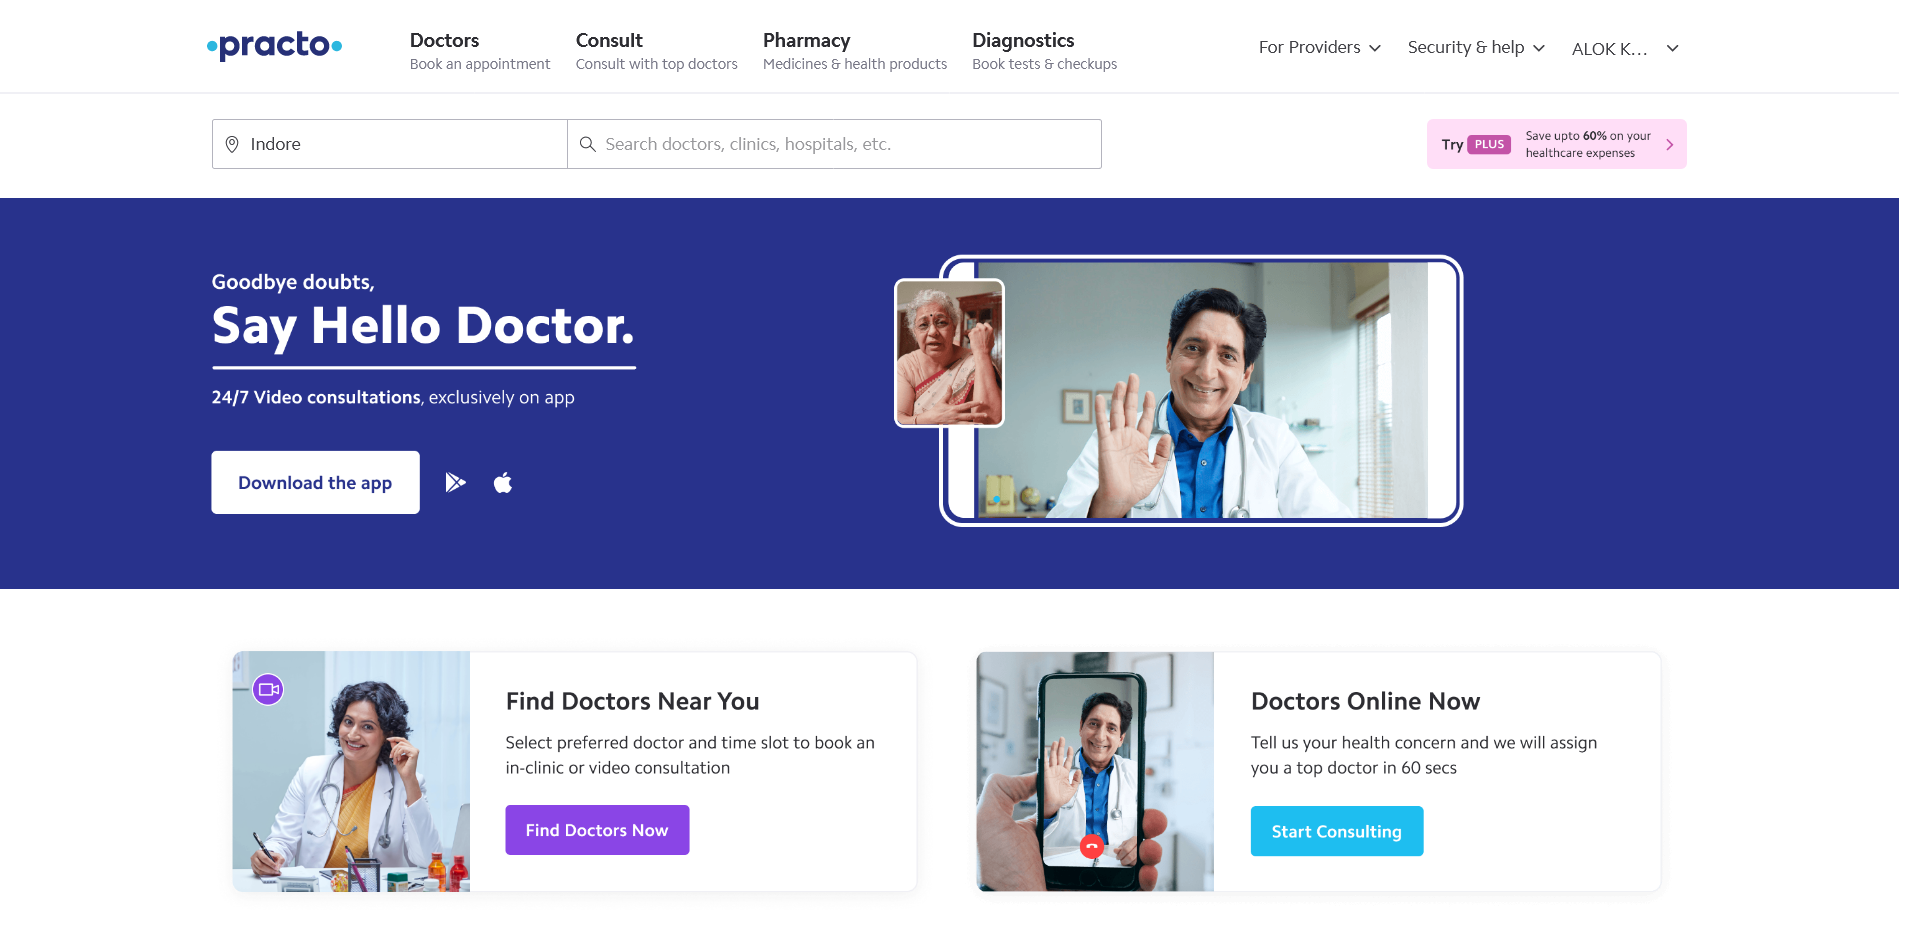 practo
Doctors
Book an appointment
Consult
Consult with top doctors
Pharmacy
Medicines & health products
Diagnostics
Book tests & checkups
For Providers
Security & help
ALOK K...
Indore
Search doctors, clinics, hospitals, etc.
Try PLUS
Save upto 60% on your
healthcare expenses
Goodbye doubts,
Say Hello Doctor.
24/7 Video consultations, exclusively on app
Download the app
Find Doctors Near You
Select preferred doctor and time slot to book an
in-clinic or video consultation
Find Doctors Now
Doctors Online Now
Tell us your health concern and we will assign
you a top doctor in 60 secs
Start Consulting